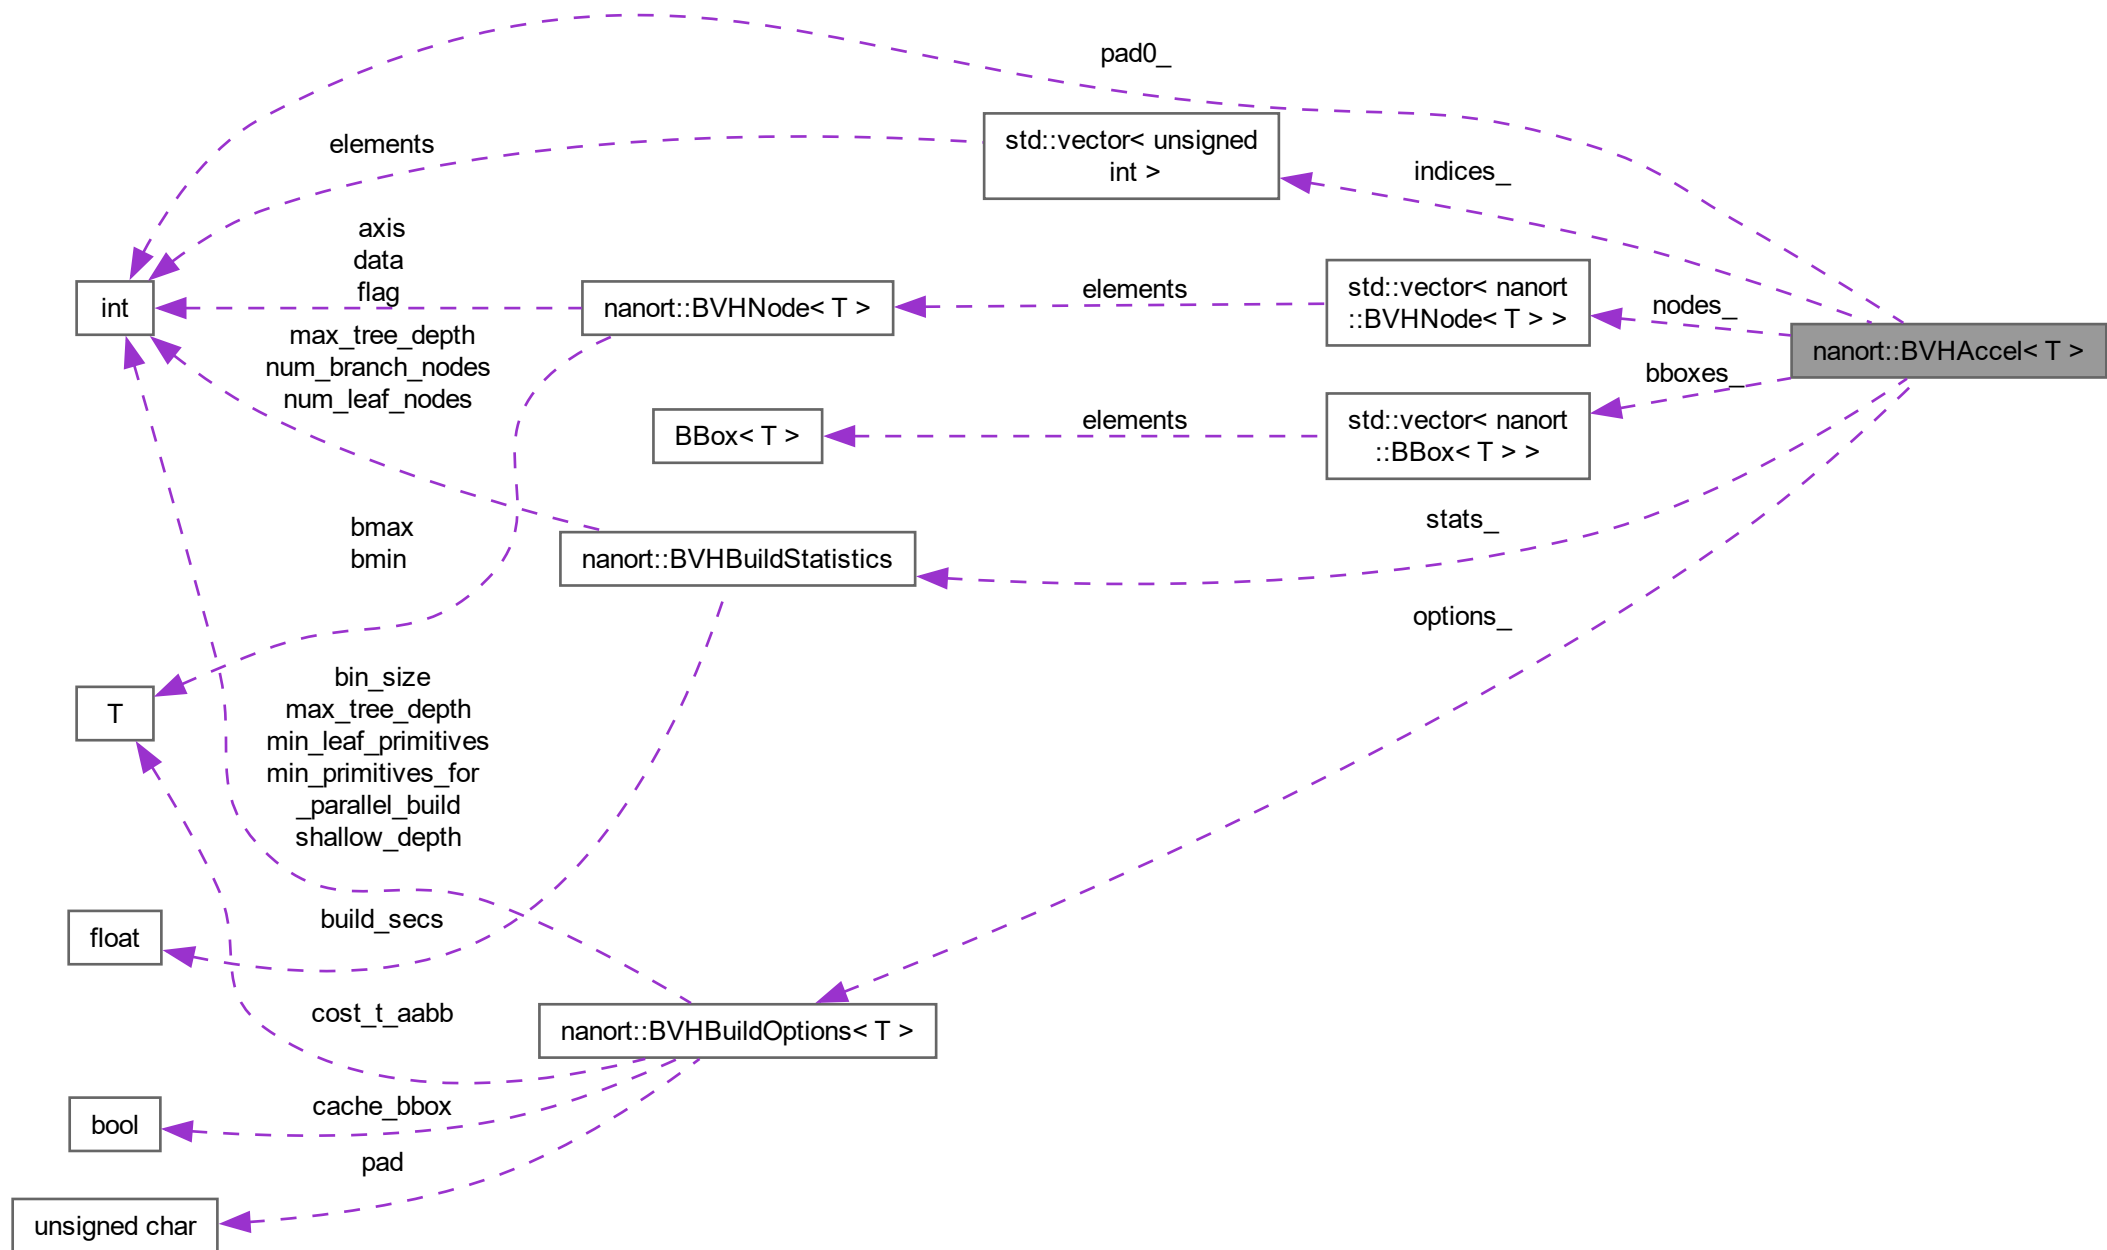 pad0_
elements
std::vector< unsigned
int >
indices_
axis
data
flag
int
nanort::BVHNode< T >
elements
std::vector< nanort
::BVHNode< T > >
nodes_
nanort::BVHAccel< T >
max_tree_depth
num_branch_nodes
num_leaf_nodes
bboxes_
BBox< T >
elements
std::vector< nanort
::BBox< T > >
bmax
bmin
nanort::BVHBuildStatistics
stats_
options_
T
bin_size
max_tree_depth
min_leaf_primitives
min_primitives_for
_parallel_build
shallow_depth
float
build_secs
cost_t_aabb
nanort::BVHBuildOptions< T >
bool
cache_bbox
pad
unsigned char